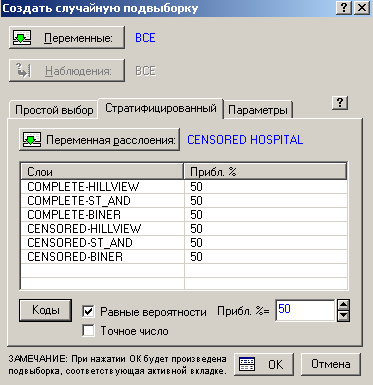 Создать случайную подвыборку
Переменные: ВСЕ
Наблюдения: ВСЕ
Простой выбор Стратифицированный Параметры ?
Переменная расслоения: CENSORED HOSPITAL
Слои Прибл. %
COMPLETE-HILLVIEW 50
COMPLETE-ST_AND 50
COMPLETE-BINER 50
CENSORED-HILLVIEW 50
CENSORED-ST_AND 50
CENSORED-BINER 50
Коды Равные вероятности Прибл. %= 50
Точное число
ЗАМЕЧАНИЕ: При нажатии ОК будет произведена
подвыборка, соответствующая активной вкладке.
OK Отмена